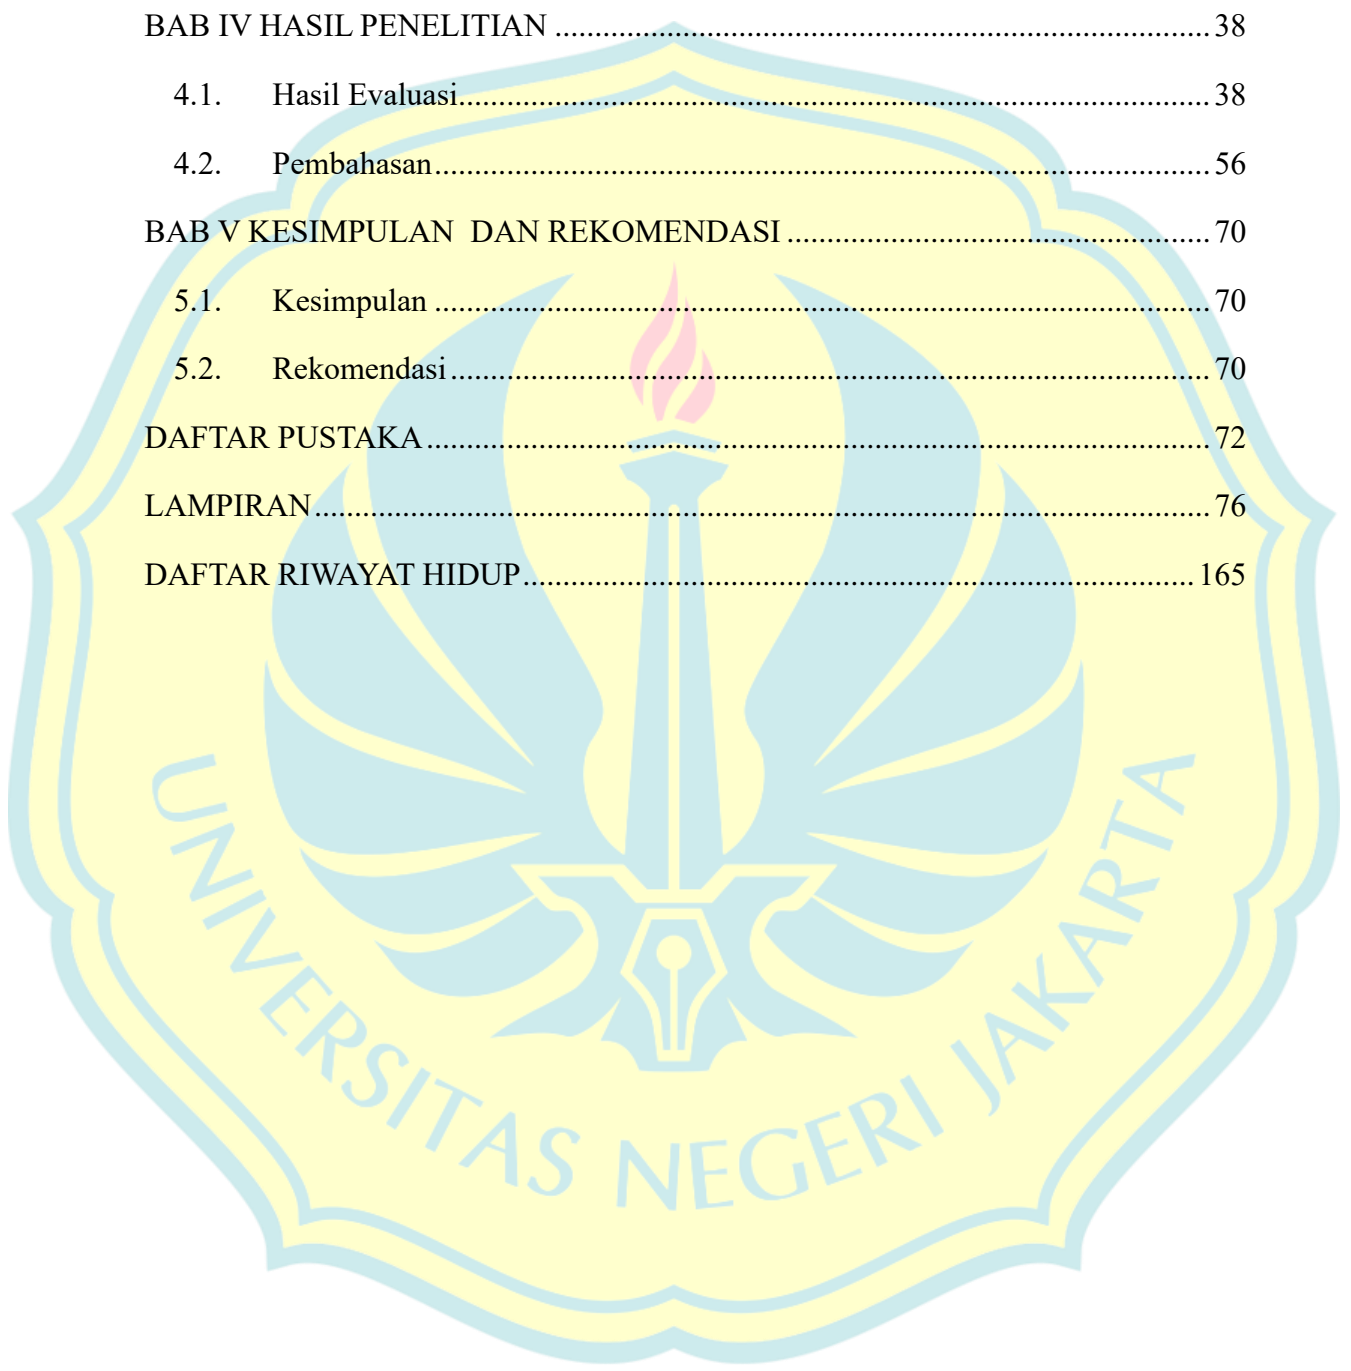 BAB IV HASIL PENELITIAN ........................................................................................ 38
4.1. Hasil Evaluasi..................................................................................................... 38
4.2. Pembahasan........................................................................................................ 56
BAB V KESIMPULAN  DAN REKOMENDASI ......................................................... 70
5.1. Kesimpulan ........................................................................................................ 70
5.2. Rekomendasi...................................................................................................... 70
DAFTAR PUSTAKA......................................................................................................... 72
LAMPIRAN........................................................................................................................ 76
DAFTAR RIWAYAT HIDUP.......................................................................................... 165
UNIVERSITAS NEGERI JAKARTA